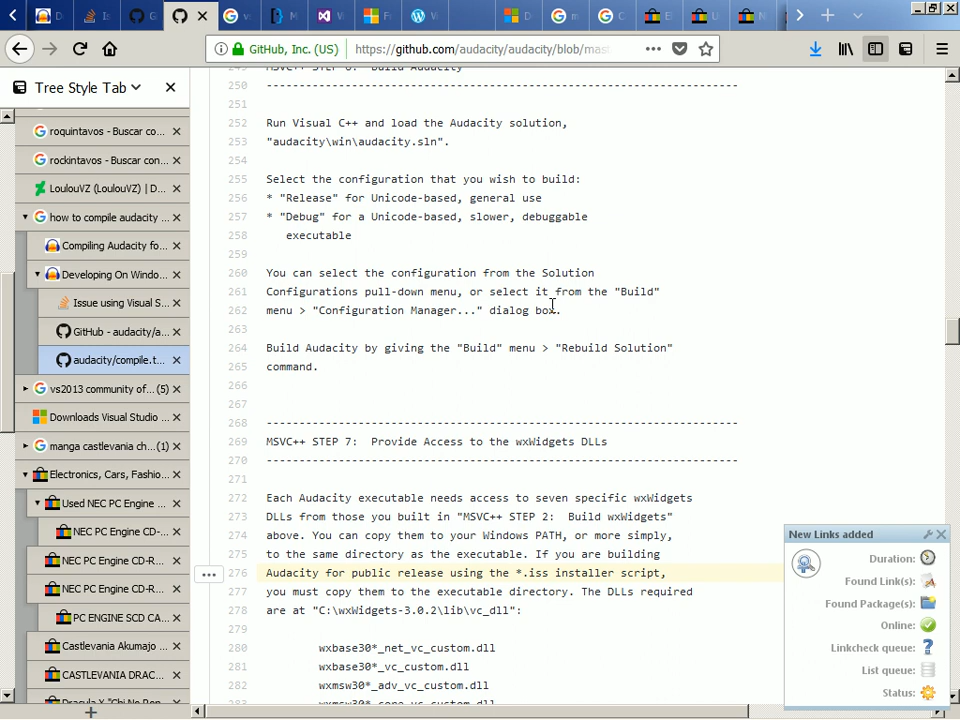 GitHub, Inc. (US)
https://github.com/audacity/audacity/blob/mas
Tree Style Tab
roquintavos - Buscar co...
rockintavos - Buscar con...
LoulouVZ (LoulouVZ) | D...
how to compile audacity ...
Compiling Audacity fo...
Developing On Windo...
Issue using Visual S...
GitHub - audacity/a...
audacity/compile.t...
vs2013 community of... (5)
Downloads Visual Studio ...
manga castlevania ch... (1)
Electronics, Cars, Fashio...
Used NEC PC Engine ...
NEC PC Engine CD-...
NEC PC Engine CD-R...
NEC PC Engine CD-R...
PC ENGINE SCD CA...
Castlevania Akumajo ...
CASTLEVANIA DRAC...
Dracula X "Chi No Ron
249 MSVC++ STEP 6: Build Audacity
250 ------------------------------------------------------------------------
251
252 Run Visual C++ and load the Audacity solution,
253 "audacity\win\audacity.sln".
254
255 Select the configuration that you wish to build:
256 * "Release" for Unicode-based, general use
257 * "Debug" for a Unicode-based, slower, debuggable
258 executable
259
260 You can select the configuration from the Solution
261 Configurations pull-down menu, or select it from the "Build"
262 menu > "Configuration Manager..." dialog box.
263
264 Build Audacity by giving the "Build" menu > "Rebuild Solution"
265 command.
266
267
268 ------------------------------------------------------------------------
269 MSVC++ STEP 7: Provide Access to the wxWidgets DLLs
270 ------------------------------------------------------------------------
271
272 Each Audacity executable needs access to seven specific wxWidgets
273 DLLs from those you built in "MSVC++ STEP 2: Build wxWidgets"
274 above. You can copy them to your Windows PATH, or more simply,
275 to the same directory as the executable. If you are building
276 Audacity for public release using the *.iss installer script,
277 you must copy them to the executable directory. The DLLs required
278 are at "C:\wxWidgets-3.0.2\lib\vc_dll":
279
280 wxbase30*_net_vc_custom.dll
281 wxbase30*_vc_custom.dll
282 wxmsw30*_adv_vc_custom.dll
283 wxmsw30*_core_vc_custom.dll
New Links added
Duration:
Found Link(s):
Found Package(s):
Online:
Linkcheck queue:
List queue:
Status: